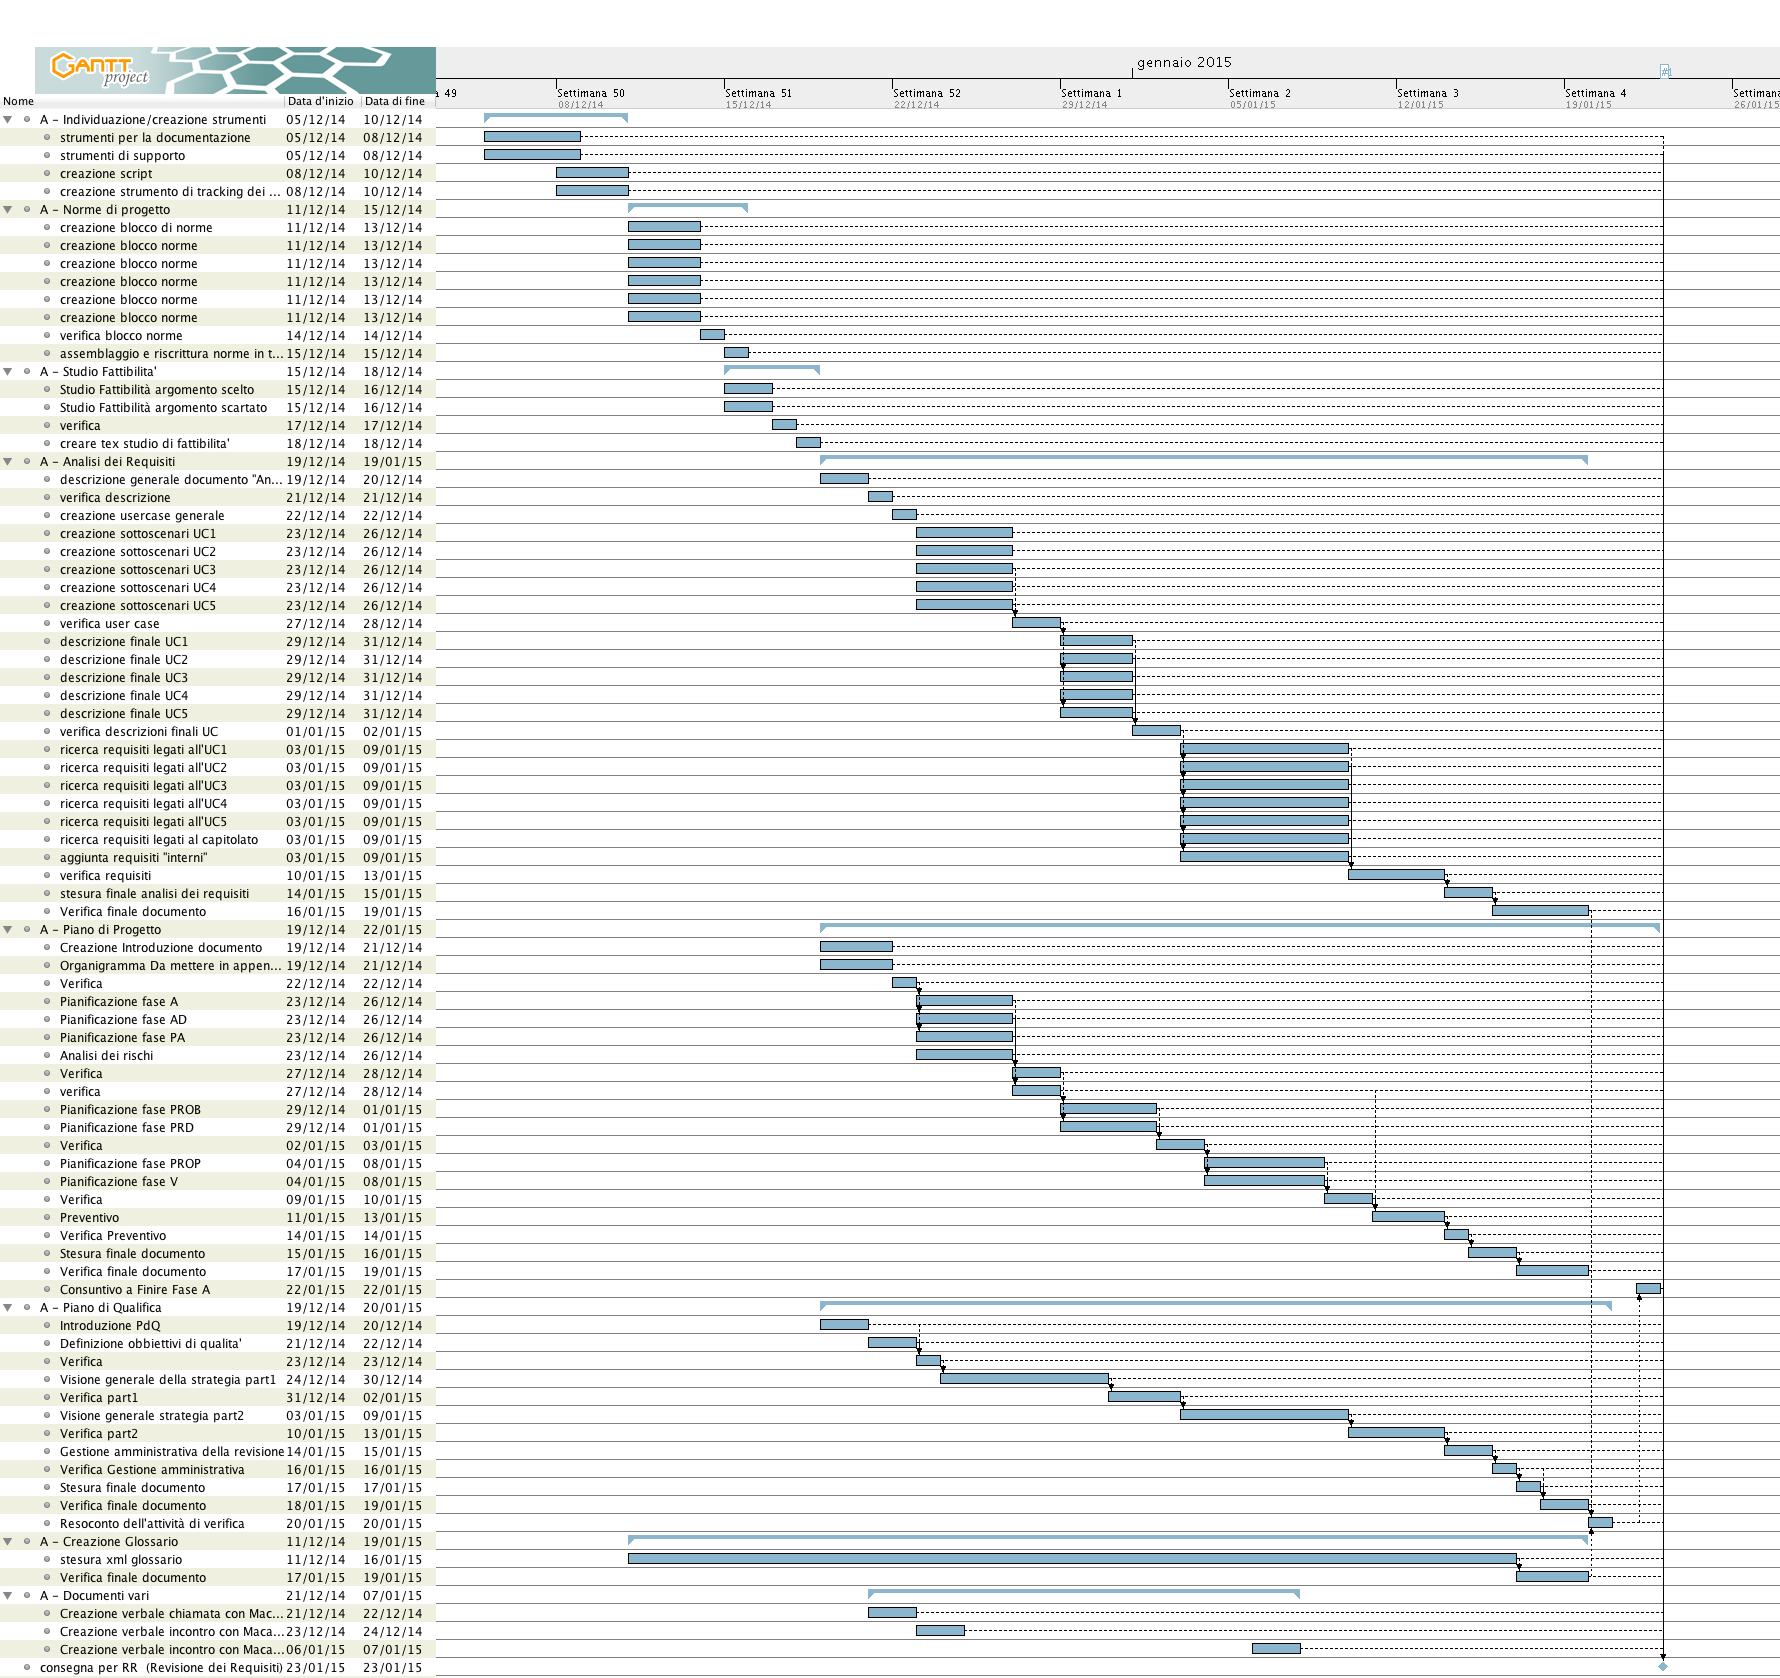 GANTT
project
gennaio 2015
#1
a 49 Settimana 50 Settimana 51 Settimana 52 Settimana 1 Settimana 2 Settimana 3 Settimana 4 Settimana
Nome Data d'inizio Data di fine 08/12/14 15/12/14 22/12/14 29/12/14 05/01/15 12/01/15 19/01/15 26/01/15
A - Individuazione/creazione strumenti 05/12/14 10/12/14
strumenti per la documentazione 05/12/14 08/12/14
strumenti di supporto 05/12/14 08/12/14
creazione script 08/12/14 10/12/14
creazione strumento di tracking dei ... 08/12/14 10/12/14
A - Norme di progetto 11/12/14 15/12/14
creazione blocco di norme 11/12/14 13/12/14
creazione blocco norme 11/12/14 13/12/14
creazione blocco norme 11/12/14 13/12/14
creazione blocco norme 11/12/14 13/12/14
creazione blocco norme 11/12/14 13/12/14
creazione blocco norme 11/12/14 13/12/14
verifica blocco norme 14/12/14 14/12/14
assemblaggio e riscrittura norme in t... 15/12/14 15/12/14
A - Studio Fattibilita' 15/12/14 18/12/14
Studio Fattibilità argomento scelto 15/12/14 16/12/14
Studio Fattibilità argomento scartato 15/12/14 16/12/14
verifica 17/12/14 17/12/14
creare tex studio di fattibilita' 18/12/14 18/12/14
A - Analisi dei Requisiti 19/12/14 19/01/15
descrizione generale documento "An... 19/12/14 20/12/14
verifica descrizione 21/12/14 21/12/14
creazione usercase generale 22/12/14 22/12/14
creazione sottoscenari UC1 23/12/14 26/12/14
creazione sottoscenari UC2 23/12/14 26/12/14
creazione sottoscenari UC3 23/12/14 26/12/14
creazione sottoscenari UC4 23/12/14 26/12/14
creazione sottoscenari UC5 23/12/14 26/12/14
verifica user case 27/12/14 28/12/14
descrizione finale UC1 29/12/14 31/12/14
descrizione finale UC2 29/12/14 31/12/14
descrizione finale UC3 29/12/14 31/12/14
descrizione finale UC4 29/12/14 31/12/14
descrizione finale UC5 29/12/14 31/12/14
verifica descrizioni finali UC 01/01/15 02/01/15
ricerca requisiti legati all'UC1 03/01/15 09/01/15
ricerca requisiti legati all'UC2 03/01/15 09/01/15
ricerca requisiti legati all'UC3 03/01/15 09/01/15
ricerca requisiti legati all'UC4 03/01/15 09/01/15
ricerca requisiti legati all'UC5 03/01/15 09/01/15
ricerca requisiti legati al capitolato 03/01/15 09/01/15
aggiunta requisiti "interni" 03/01/15 09/01/15
verifica requisiti 10/01/15 13/01/15
stesura finale analisi dei requisiti 14/01/15 15/01/15
Verifica finale documento 16/01/15 19/01/15
A - Piano di Progetto 19/12/14 22/01/15
Creazione Introduzione documento 19/12/14 21/12/14
Organigramma Da mettere in appen... 19/12/14 21/12/14
Verifica 22/12/14 22/12/14
Pianificazione fase A 23/12/14 26/12/14
Pianificazione fase AD 23/12/14 26/12/14
Pianificazione fase PA 23/12/14 26/12/14
Analisi dei rischi 23/12/14 26/12/14
Verifica 27/12/14 28/12/14
verifica 27/12/14 28/12/14
Pianificazione fase PROB 29/12/14 01/01/15
Pianificazione fase PRD 29/12/14 01/01/15
Verifica 02/01/15 03/01/15
Pianificazione fase PROP 04/01/15 08/01/15
Pianificazione fase V 04/01/15 08/01/15
Verifica 09/01/15 10/01/15
Preventivo 11/01/15 13/01/15
Verifica Preventivo 14/01/15 14/01/15
Stesura finale documento 15/01/15 16/01/15
Verifica finale documento 17/01/15 19/01/15
Consuntivo a Finire Fase A 22/01/15 22/01/15
A - Piano di Qualifica 19/12/14 20/01/15
Introduzione PdQ 19/12/14 20/12/14
Definizione obbiettivi di qualita' 21/12/14 22/12/14
Verifica 23/12/14 23/12/14
Visione generale della strategia part1 24/12/14 30/12/14
Verifica part1 31/12/14 02/01/15
Visione generale strategia part2 03/01/15 09/01/15
Verifica part2 10/01/15 13/01/15
Gestione amministrativa della revisione 14/01/15 15/01/15
Verifica Gestione amministrativa 16/01/15 16/01/15
Stesura finale documento 17/01/15 17/01/15
Verifica finale documento 18/01/15 19/01/15
Resoconto dell'attività di verifica 20/01/15 20/01/15
A - Creazione Glossario 11/12/14 19/01/15
stesura xml glossario 11/12/14 16/01/15
Verifica finale documento 17/01/15 19/01/15
A - Documenti vari 21/12/14 07/01/15
Creazione verbale chiamata con Mac... 21/12/14 22/12/14
Creazione verbale incontro con Maca... 23/12/14 24/12/14
Creazione verbale incontro con Maca... 06/01/15 07/01/15
consegna per RR (Revisione dei Requisiti) 23/01/15 23/01/15